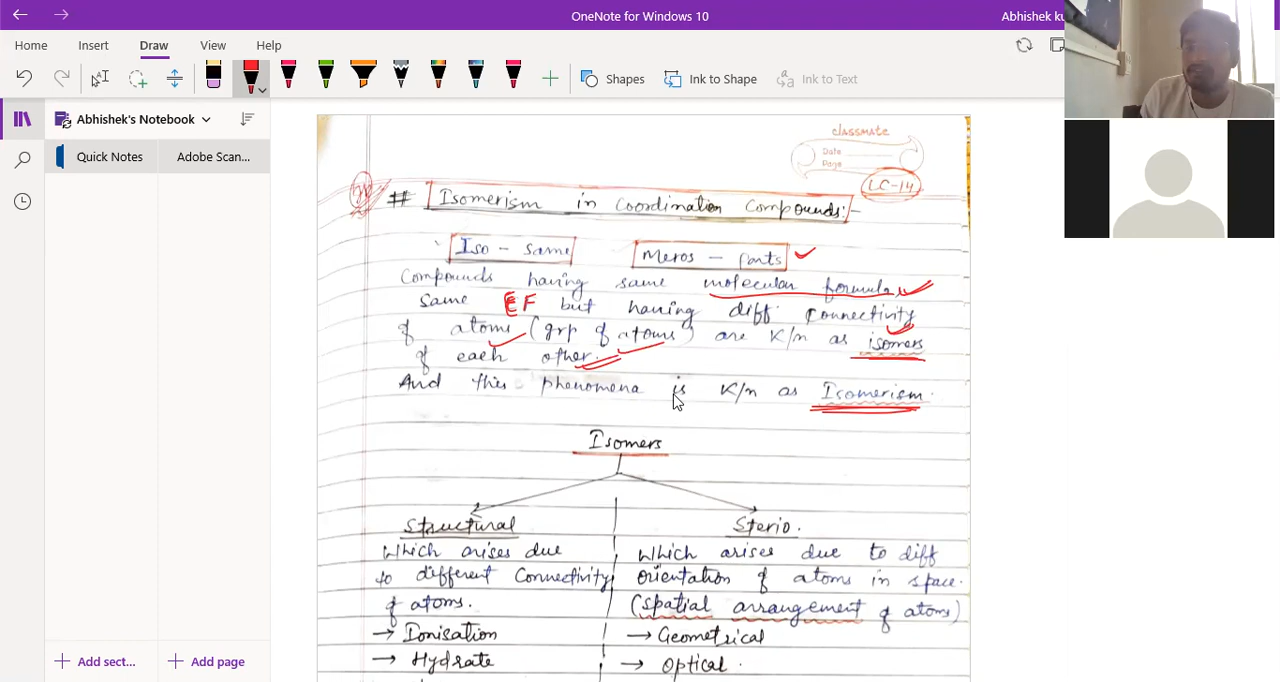 OneNote for Windows 10
Abhishek ku
Home Insert Draw View Help
Shapes Ink to Shape Ink to Text
Abhishek's Notebook
Quick Notes Adobe Scan...
classmate
Date
Page
LC-14
# Isomerism in Coordination Compounds:-
Iso - same Meros - parts
Compounds having same molecular formula,
same EF but having diff connectivity
of atoms (grp of atoms) are K/n as isomers
of each other.
And this phenomena is K/n as Isomerism.
Isomers
Structural
Which arises due
to different Connectivity
of atoms.
→ Ionisation
→ Hydrate
Sterio.
Which arises due to diff
orientation of atoms in space.
(spatial arrangement of atoms)
→ Geometrical
→ Optical.
+ Add sect... + Add page